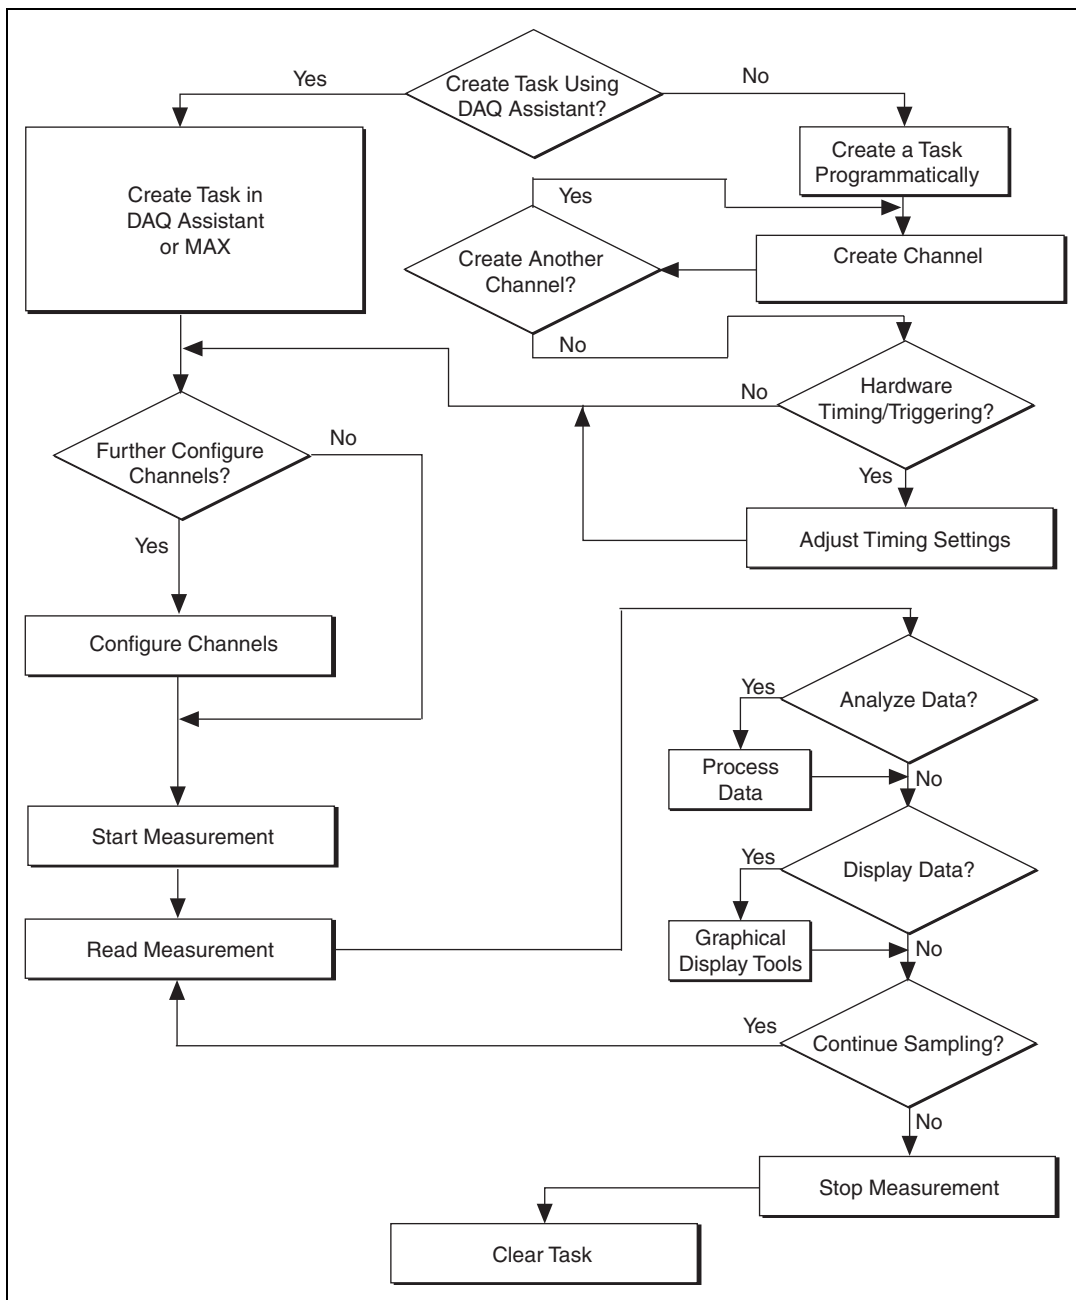 Yes
Create Task Using
DAQ Assistant?
No
Create Task in
DAQ Assistant
or MAX
Create a Task
Programmatically
Yes
Create Another
Channel?
Create Channel
No
Hardware
Timing/Triggering?
No
Yes
Adjust Timing Settings
Further Configure
Channels?
No
Yes
Configure Channels
Start Measurement
Read Measurement
Analyze Data?
Yes
Process
Data
No
Display Data?
Yes
Graphical
Display Tools
No
Continue Sampling?
Yes
No
Stop Measurement
Clear Task